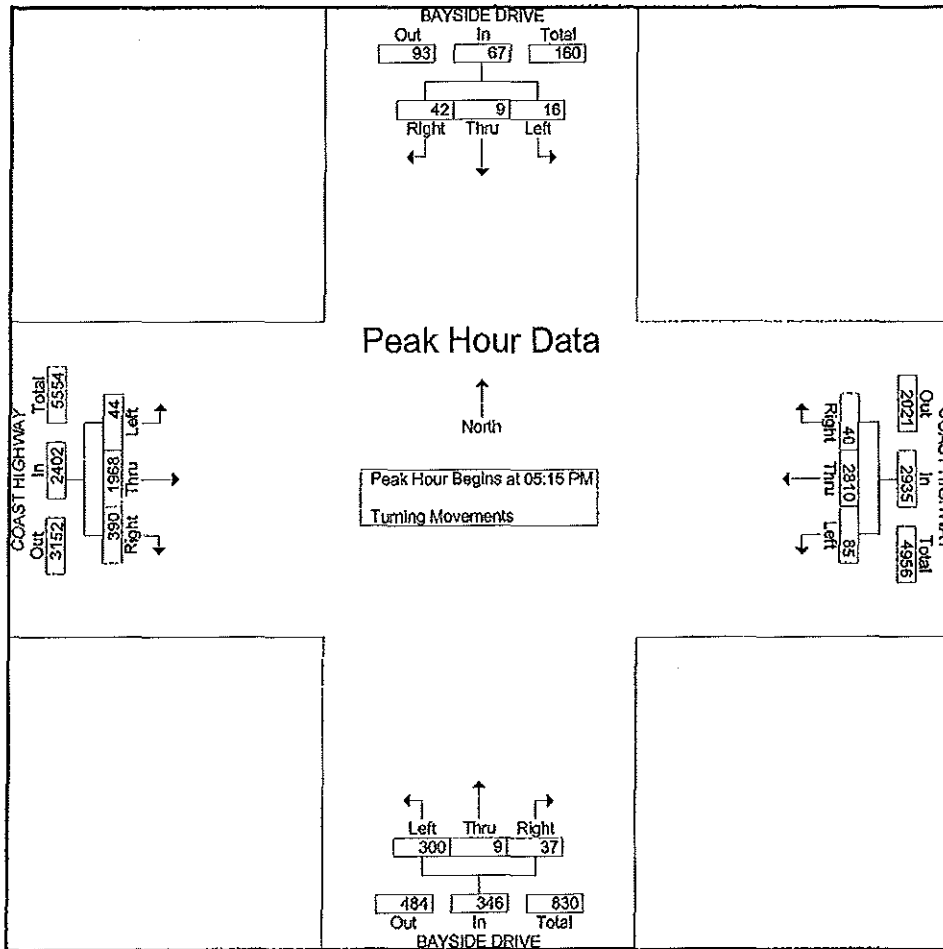 BAYSIDE DRIVE
Out In Total
93 67 160
42 9 16
Right Thru Left
Peak Hour Data
North
Peak Hour Begins at 05:15 PM
Turning Movements
COAST HIGHWAY
Out In Total
3152 2402 5554
44 1968 390
Left Thru Right
COAST HIGHWAY
Out In Total
2021 2935 4956
40 2810 85
Right Thru Left
Left Thru Right
300 9 37
484 346 830
Out In Total
BAYSIDE DRIVE